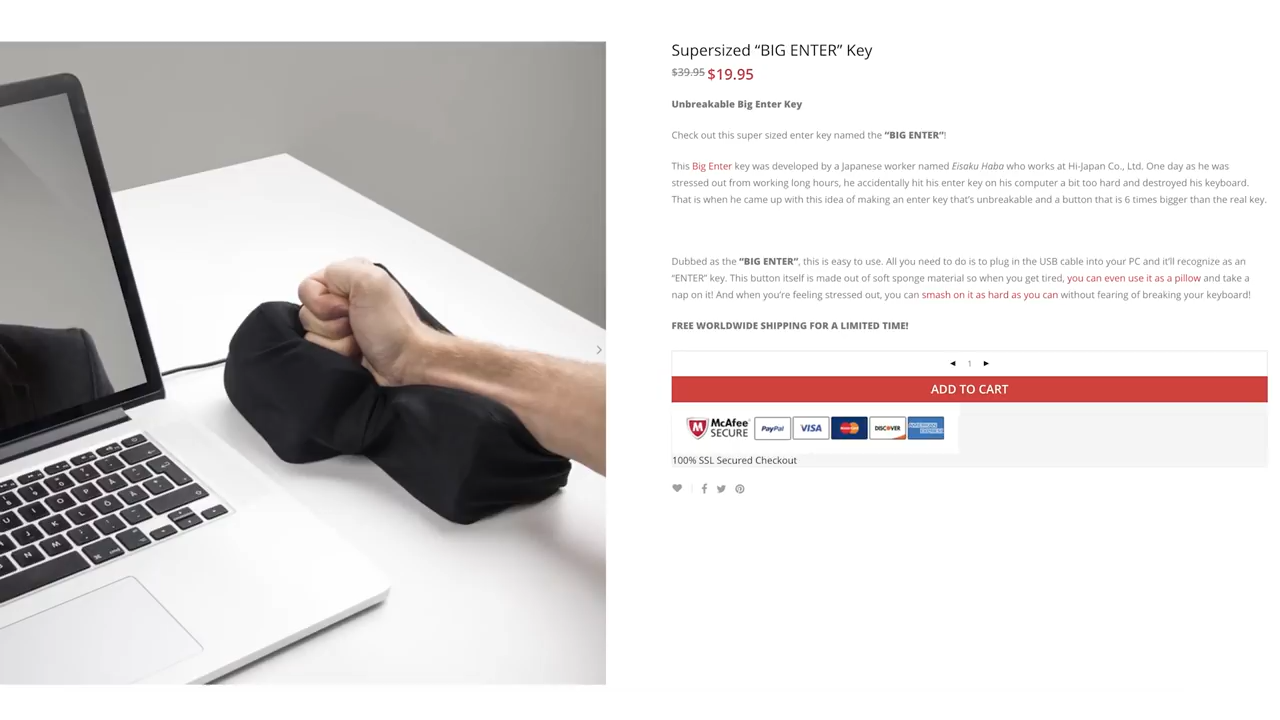 Supersized “BIG ENTER” Key
$39.95 $19.95
Unbreakable Big Enter Key
Check out this super sized enter key named the “BIG ENTER”!
This Big Enter key was developed by a Japanese worker named Eisaku Haba who works at Hi-Japan Co., Ltd. One day as he was
stressed out from working long hours, he accidentally hit his enter key on his computer a bit too hard and destroyed his keyboard.
That is when he came up with this idea of making an enter key that’s unbreakable and a button that is 6 times bigger than the real key.
Dubbed as the “BIG ENTER”, this is easy to use. All you need to do is to plug in the USB cable into your PC and it’ll recognize as an
“ENTER” key. This button itself is made out of soft sponge material so when you get tired, you can even use it as a pillow and take a
nap on it! And when you’re feeling stressed out, you can smash on it as hard as you can without fearing of breaking your keyboard!
FREE WORLDWIDE SHIPPING FOR A LIMITED TIME!
1
ADD TO CART
McAfee SECURE PayPal VISA MasterCard DISCOVER AMERICAN EXPRESS
100% SSL Secured Checkout